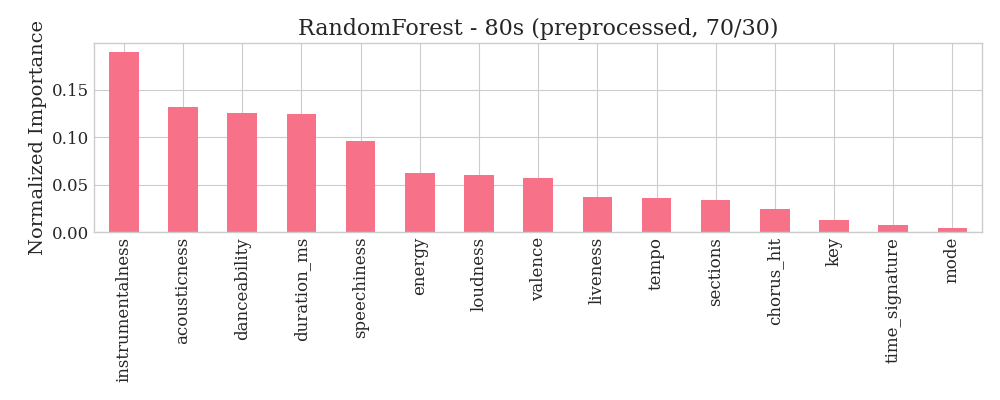 RandomForest - 80s (preprocessed, 70/30)
Normalized Importance
0.15
0.10
0.05
0.00
instrumentalness
acousticness
danceability
duration_ms
speechiness
energy
loudness
valence
liveness
tempo
sections
chorus_hit
key
time_signature
mode